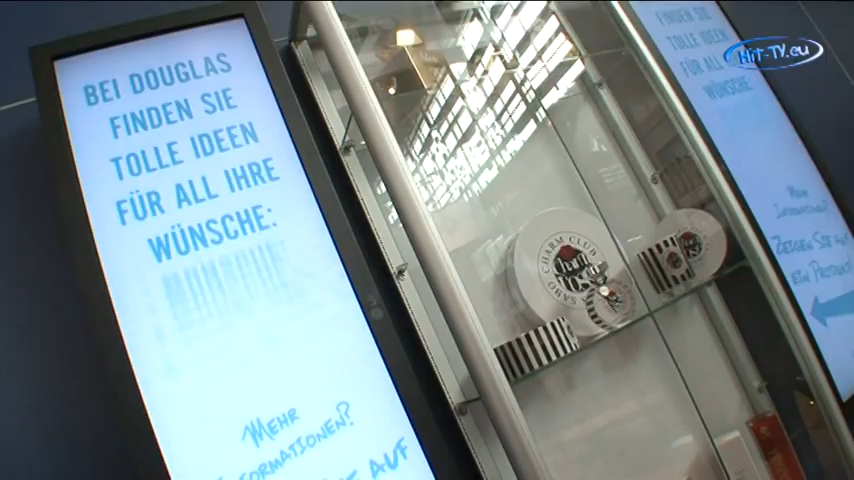 BEI DOUGLAS
FINDEN SIE
TOLLE IDEEN
FÜR ALL IHRE
WÜNSCHE:
MEHR
INFORMATIONEN?
AUF
CHARM CLUB
SABO
FINDEN SIE
TOLLE IDEEN
FÜR ALL IHRE
WÜNSCHE:
MEHR
INFORMATIONEN?
ZEIGEN SIE AUF
EIN PRODUKT
Hit-TV.eu